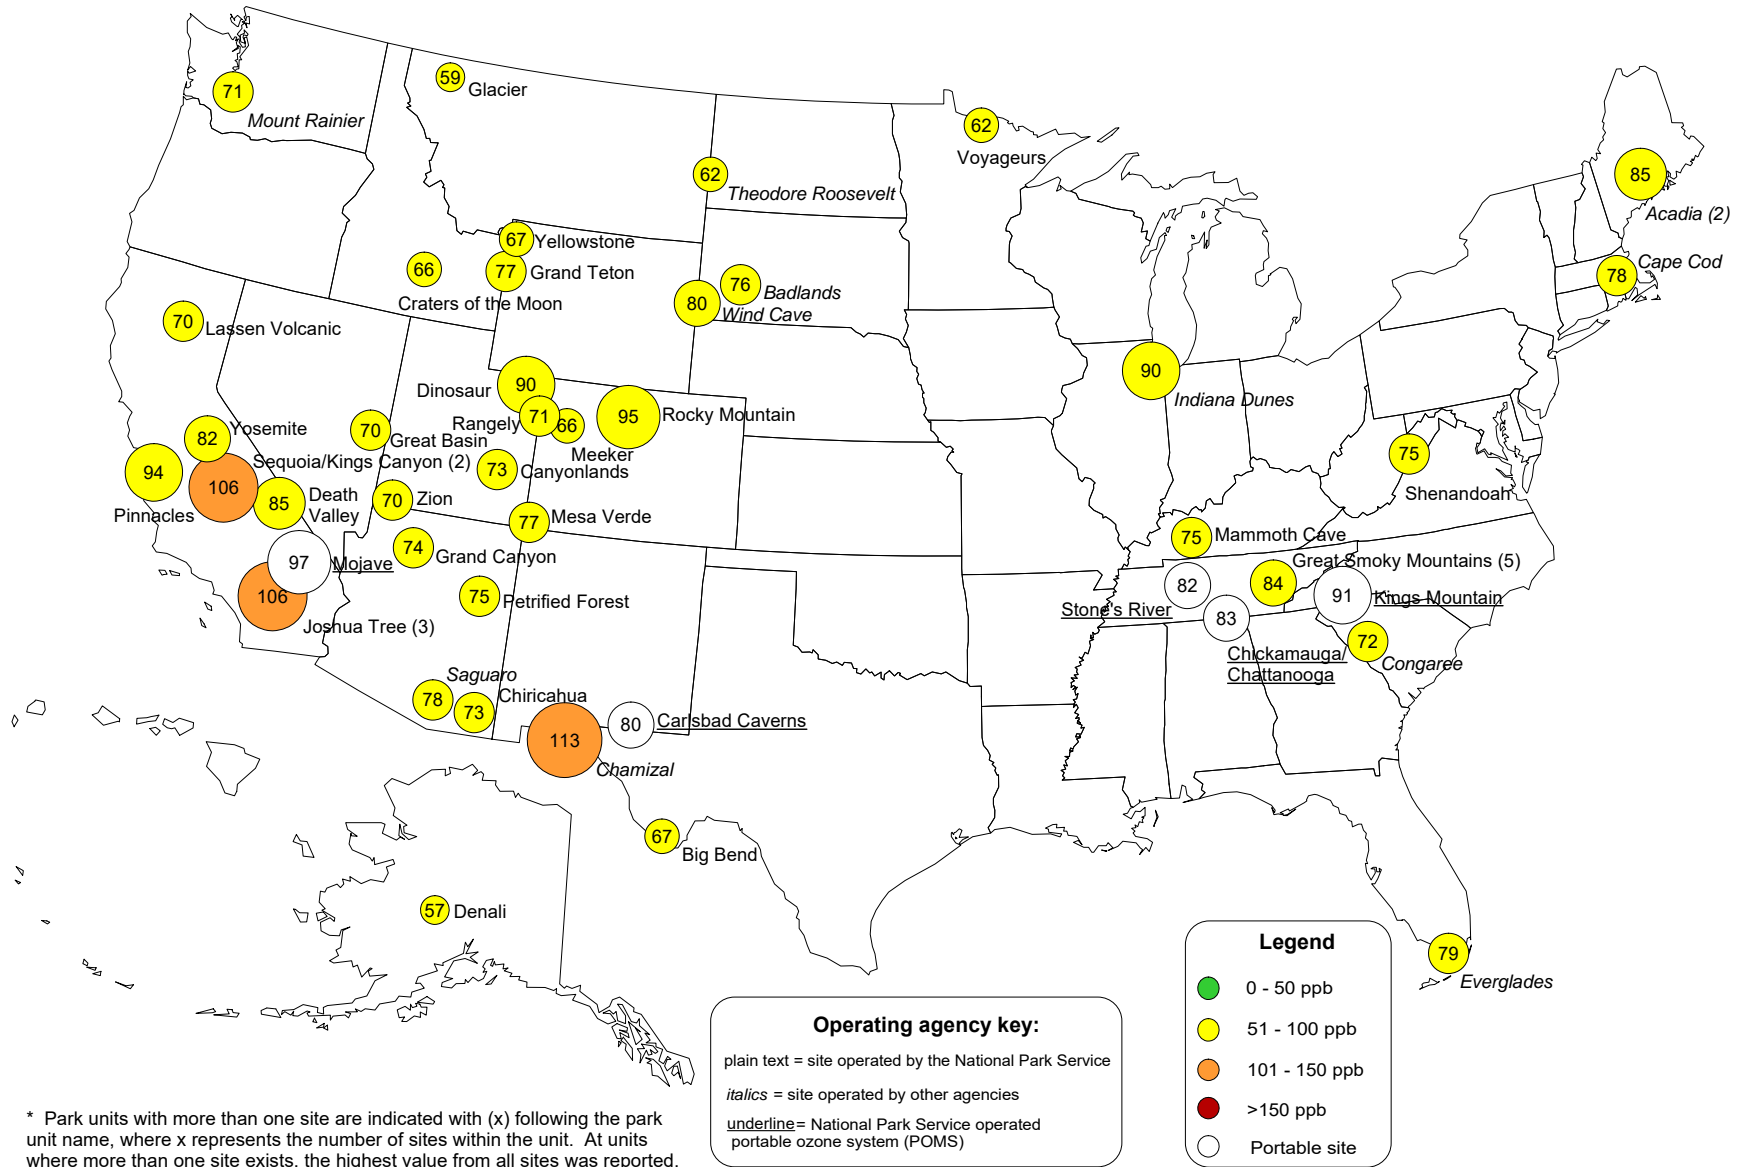 71
Mount Rainier
59
Glacier
62
Voyageurs
62
Theodore Roosevelt
85
Acadia (2)
67
Yellowstone
66
Craters of the Moon
77
Grand Teton
76
Badlands
80
Wind Cave
78
Cape Cod
70
Lassen Volcanic
90
Dinosaur
71
Rangely
66
Meeker
95
Rocky Mountain
90
Indiana Dunes
82
Yosemite
70
Great Basin
94
Pinnacles
106
Sequoia/Kings Canyon (2)
73
Canyonlands
75
Shenandoah
85
Death
Valley
70
Zion
77
Mesa Verde
75
Mammoth Cave
97
Mojave
74
Grand Canyon
84
Great Smoky Mountains (5)
106
Joshua Tree (3)
75
Petrified Forest
82
Stone's River
91
Kings Mountain
83
Chickamauga/
Chattanooga
72
Congaree
78
Saguaro
73
Chiricahua
113
Chamizal
80
Carlsbad Caverns
67
Big Bend
57
Denali
79
Everglades
Legend
0 - 50 ppb
51 - 100 ppb
101 - 150 ppb
>150 ppb
Portable site
Operating agency key:
plain text = site operated by the National Park Service
italics = site operated by other agencies
underline= National Park Service operated
portable ozone system (POMS)
* Park units with more than one site are indicated with (x) following the park
unit name, where x represents the number of sites within the unit. At units
where more than one site exists, the highest value from all sites was reported.